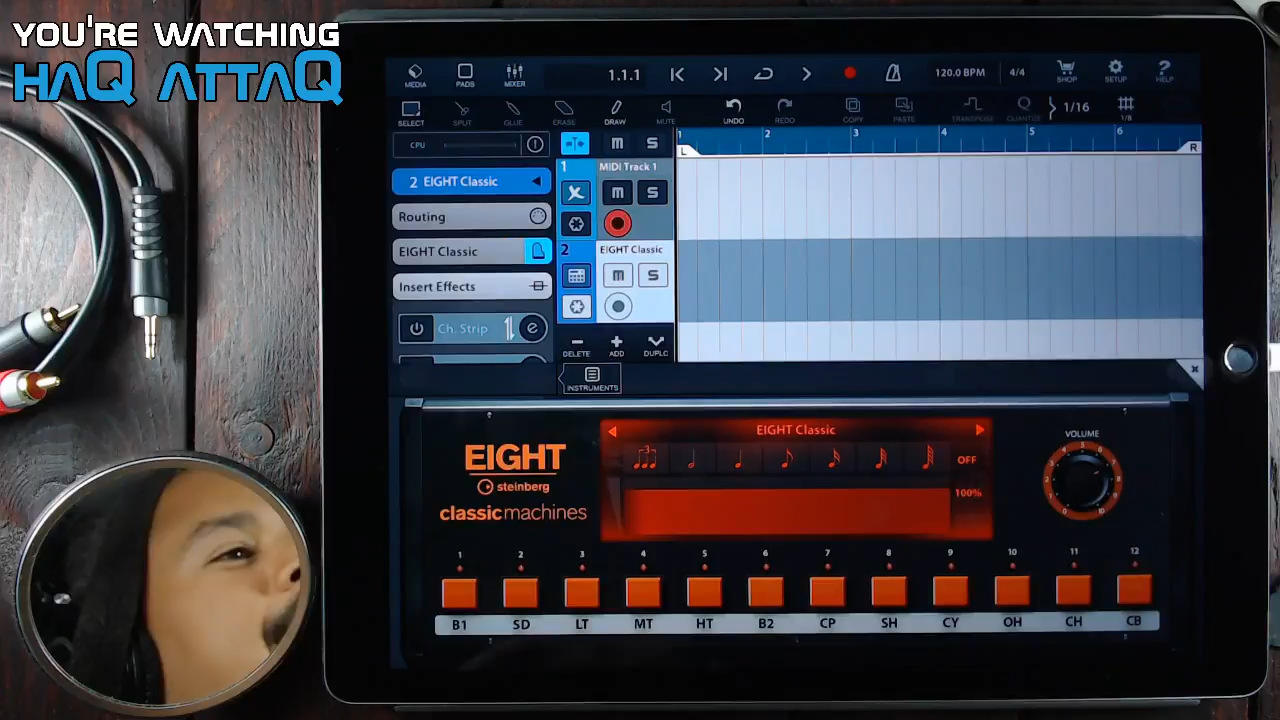 YOU'RE WATCHING
HAQ ATTAQ
MEDIA
PADS
MIXER
1.1.1
120.0 BPM
4/4
SHOP
SETUP
HELP
SELECT
SPLIT
GLUE
ERASE
DRAW
MUTE
UNDO
REDO
COPY
PASTE
TRANSPOSE
QUANTIZE
1/16
1/8
CPU
M
S
1
2
3
4
5
6
L
R
2 EIGHT Classic
1
MIDI Track 1
M
S
Routing
EIGHT Classic
2
EIGHT Classic
M
S
Insert Effects
Ch. Strip
e
DELETE
ADD
DUPLC
INSTRUMENTS
EIGHT
steinberg
classicmachines
EIGHT Classic
3
OFF
100%
VOLUME
1 2 3 4 5 6 7 8 9 10 11 12
B1 SD LT MT HT B2 CP SH CY OH CH CB